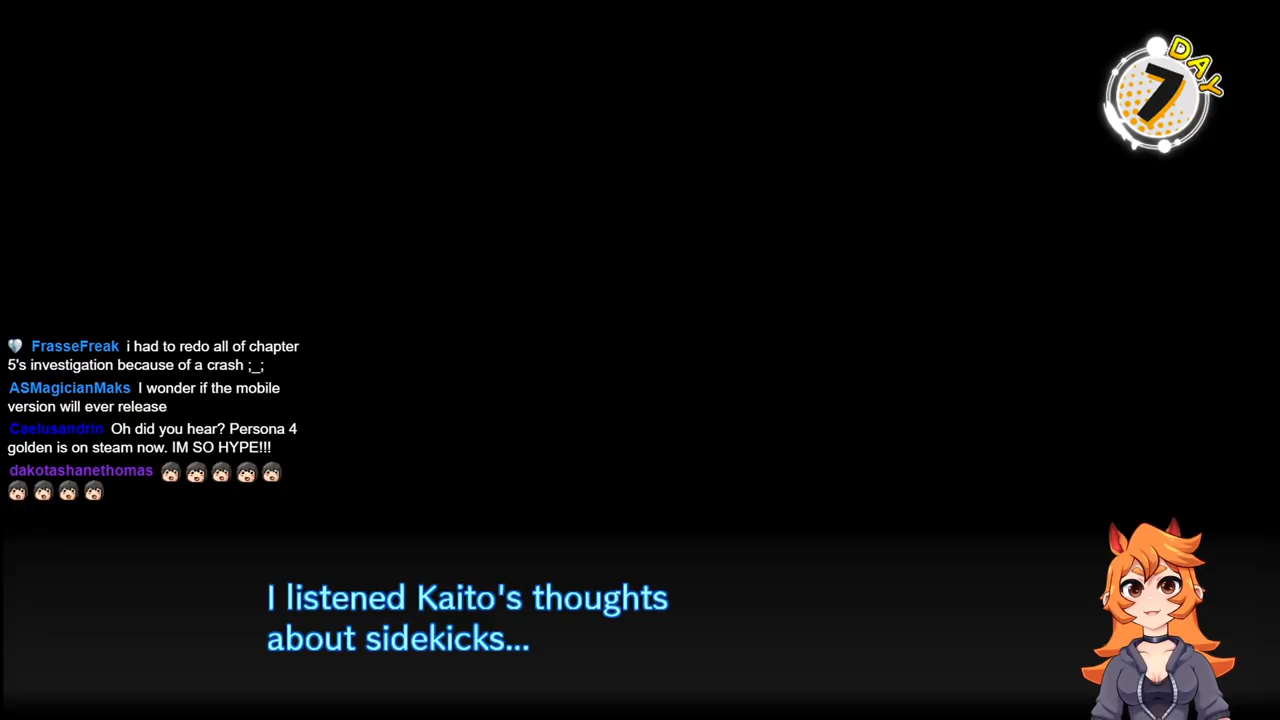 DAY
7
FrasseFreak i had to redo all of chapter
5's investigation because of a crash ;_;
ASMagicianMaks I wonder if the mobile
version will ever release
Caelusandrin Oh did you hear? Persona 4
golden is on steam now. IM SO HYPE!!!
dakotashanethomas
I listened Kaito's thoughts
about sidekicks...